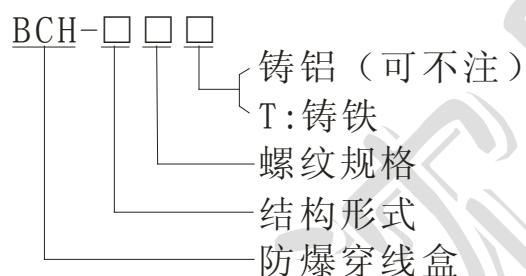 BCH-□□□
铸铝（可不注）
T:铸铁
螺纹规格
结构形式
防爆穿线盒